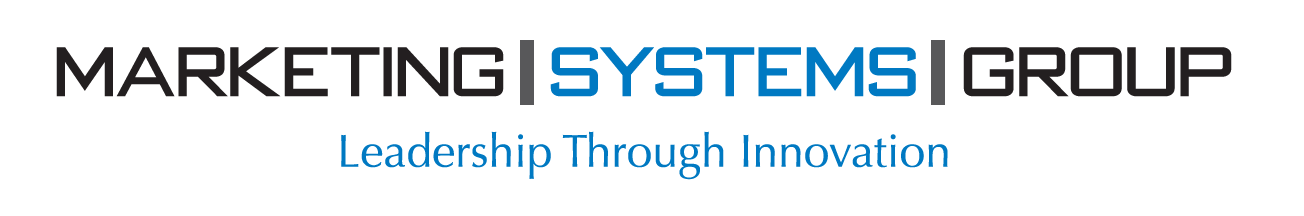 MARKETING|SYSTEMS|GROUP
Leadership Through Innovation